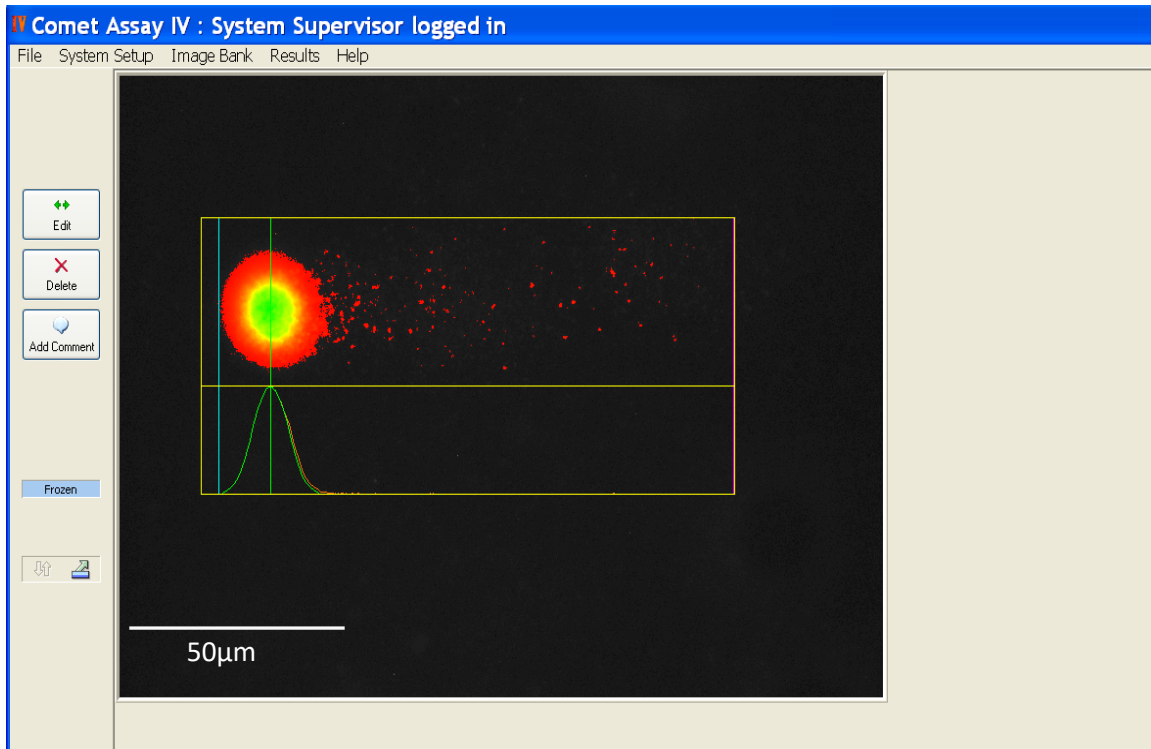 IV Comet Assay IV : System Supervisor logged in
File System Setup Image Bank Results Help
Edit
Delete
Add Comment
Frozen
50µm